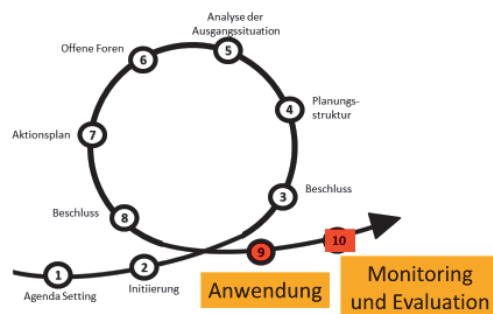 Analyse der
Ausgangssituation
Offene Foren
6
5
4
Planungs-
struktur
Aktionsplan
7
3
Beschluss
Beschluss
8
9
10
1
2
Agenda Setting
Initiierung
Anwendung
Monitoring
und Evaluation